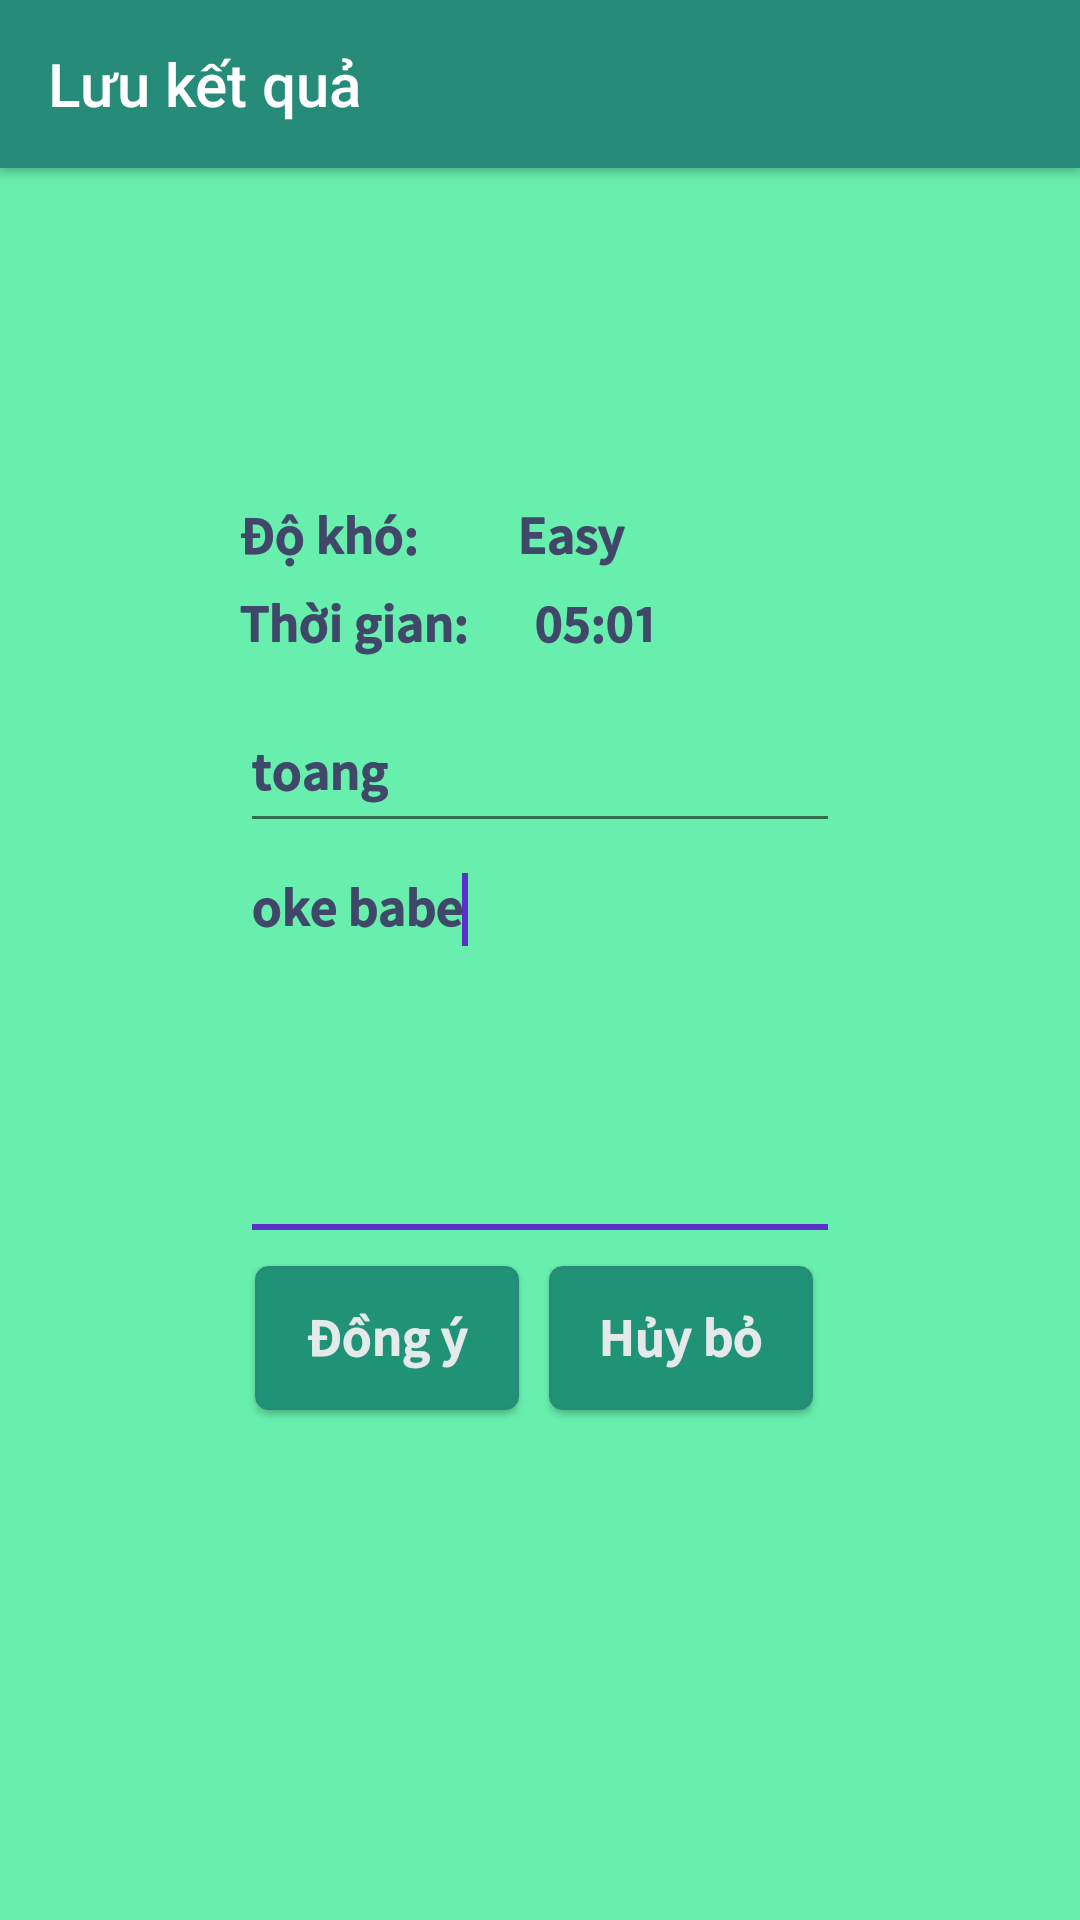 Lưu kết quả
Độ khó: Easy
Thời gian: 05:01
toang
oke babe
Đồng ý Hủy bỏ